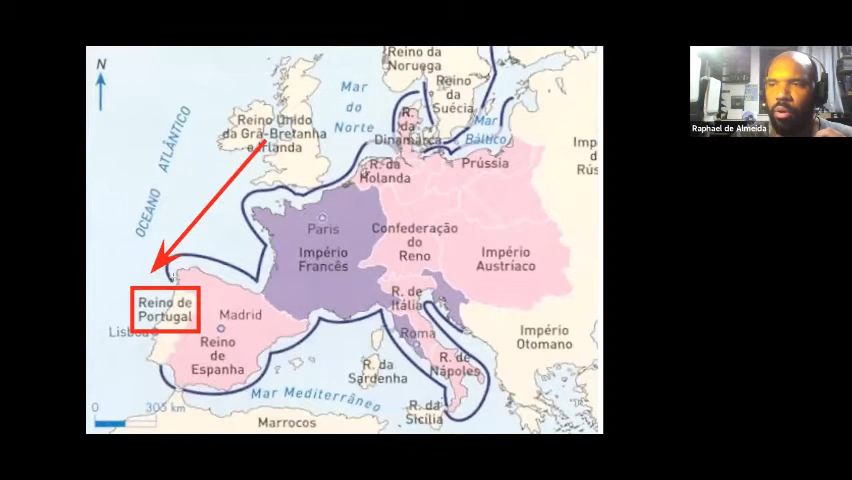 N
Reino da
Noruega
Reino
da
Suécia
Mar
do
Norte
R.
da
Dinamarca
Mar
Báltico
Reino Unido
da Grã-Bretanha
e Irlanda
OCEANO ATLÂNTICO
R. da
Holanda
Prússia
Paris
Império
Francês
Confederação
do
Reno
Império
Austríaco
Reino de
Portugal
Lisboa
Madrid
Reino
de
Espanha
R. de
Itália
Roma
R. de
Nápoles
Império
Otomano
R. da
Sardenha
Mar Mediterrâneo
R. da
Sicília
0 305 km
Marrocos
Raphael de Almeida